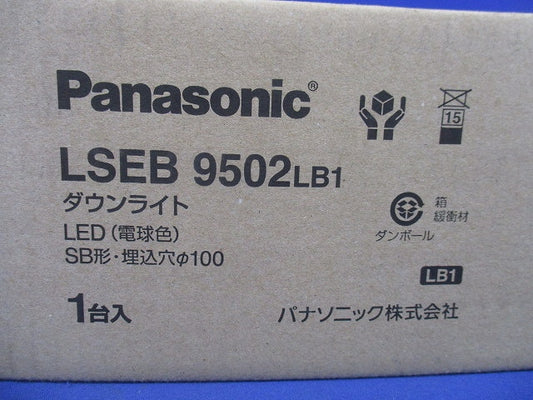 Panasonic®
15
LSEB 9502LB1
ダウンライト
LED(電球色)
SB形・埋込穴φ100
箱
緩衝材
ダンボール
LB1
1台入
パナソニック株式会社